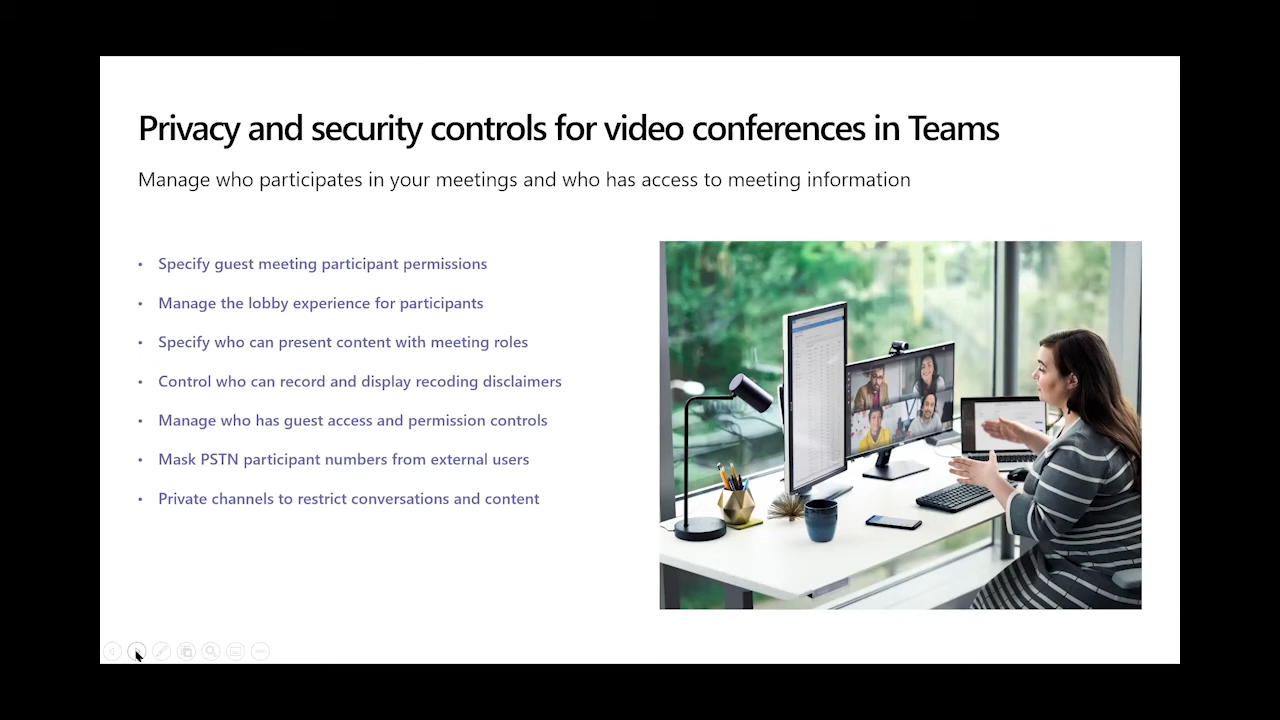 Privacy and security controls for video conferences in Teams
Manage who participates in your meetings and who has access to meeting information
• Specify guest meeting participant permissions
• Manage the lobby experience for participants
• Specify who can present content with meeting roles
• Control who can record and display recoding disclaimers
• Manage who has guest access and permission controls
• Mask PSTN participant numbers from external users
• Private channels to restrict conversations and content